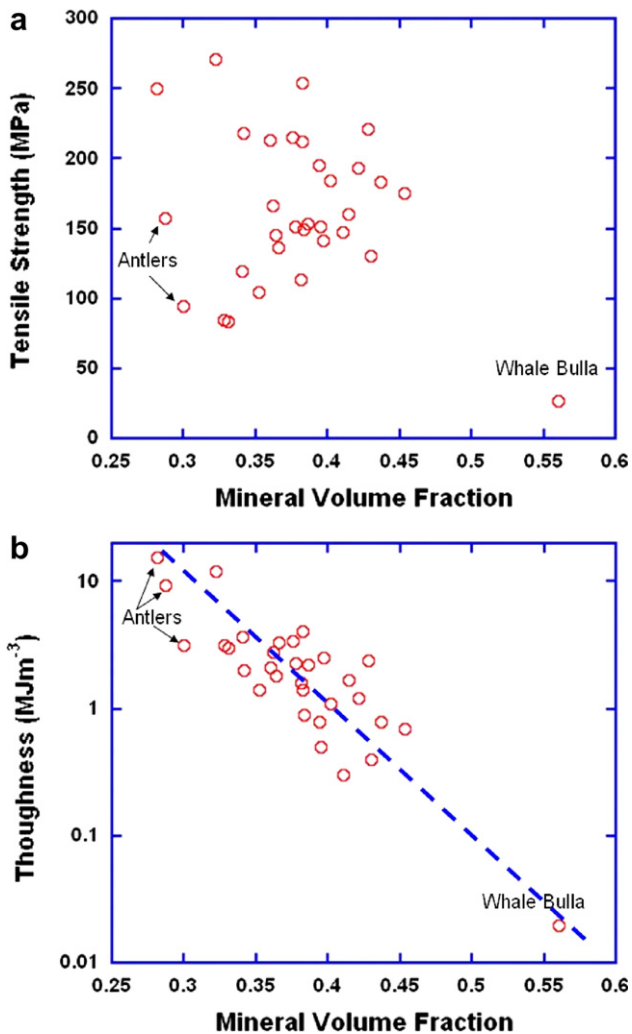 a
300
250
200
150
100
50
0
Tensile Strength (MPa)
Antlers
Whale Bulla
0.25 0.3 0.35 0.4 0.45 0.5 0.55 0.6
Mineral Volume Fraction
b
10
1
0.1
0.01
Thoughness (MJm-3)
Antlers
Whale Bulla
0.25 0.3 0.35 0.4 0.45 0.5 0.55 0.6
Mineral Volume Fraction